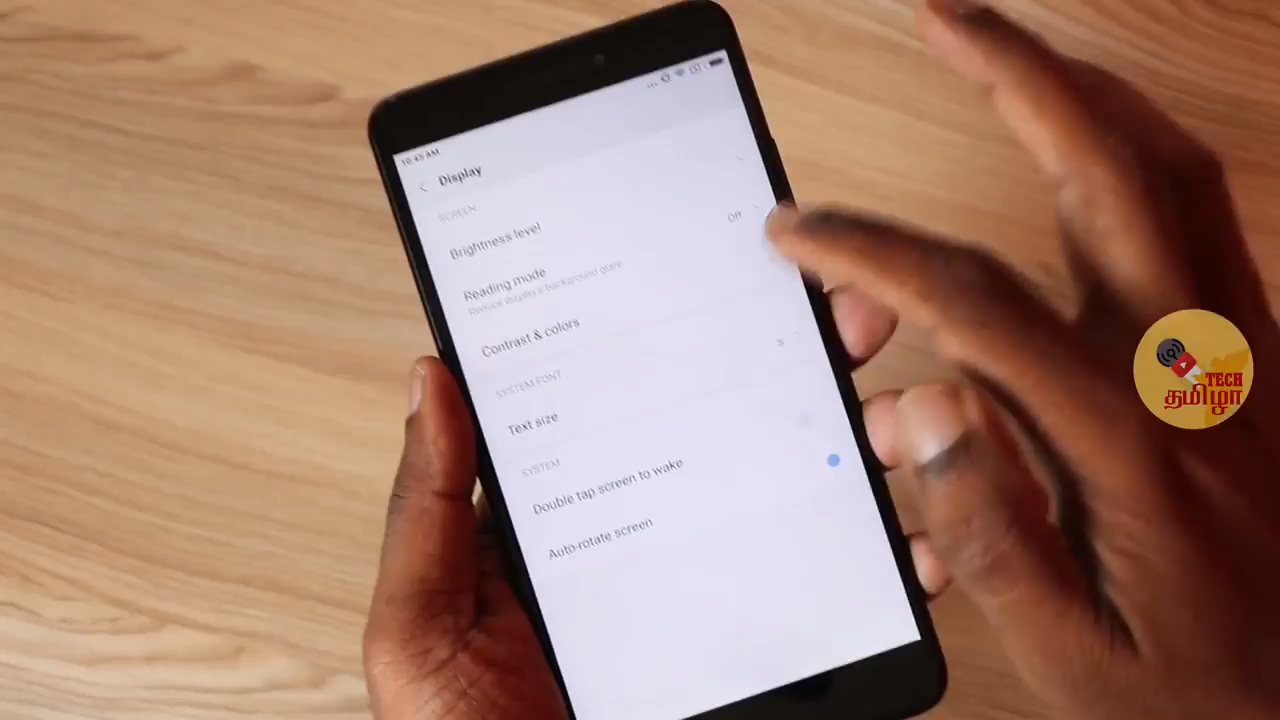 10:43 AM
Display
SCREEN
Brightness level
Off
Reading mode
Reduce display's background glare
Contrast & colors
SYSTEM FONT
S
Text size
SYSTEM
Double tap screen to wake
Auto-rotate screen
TECH
தமிழா